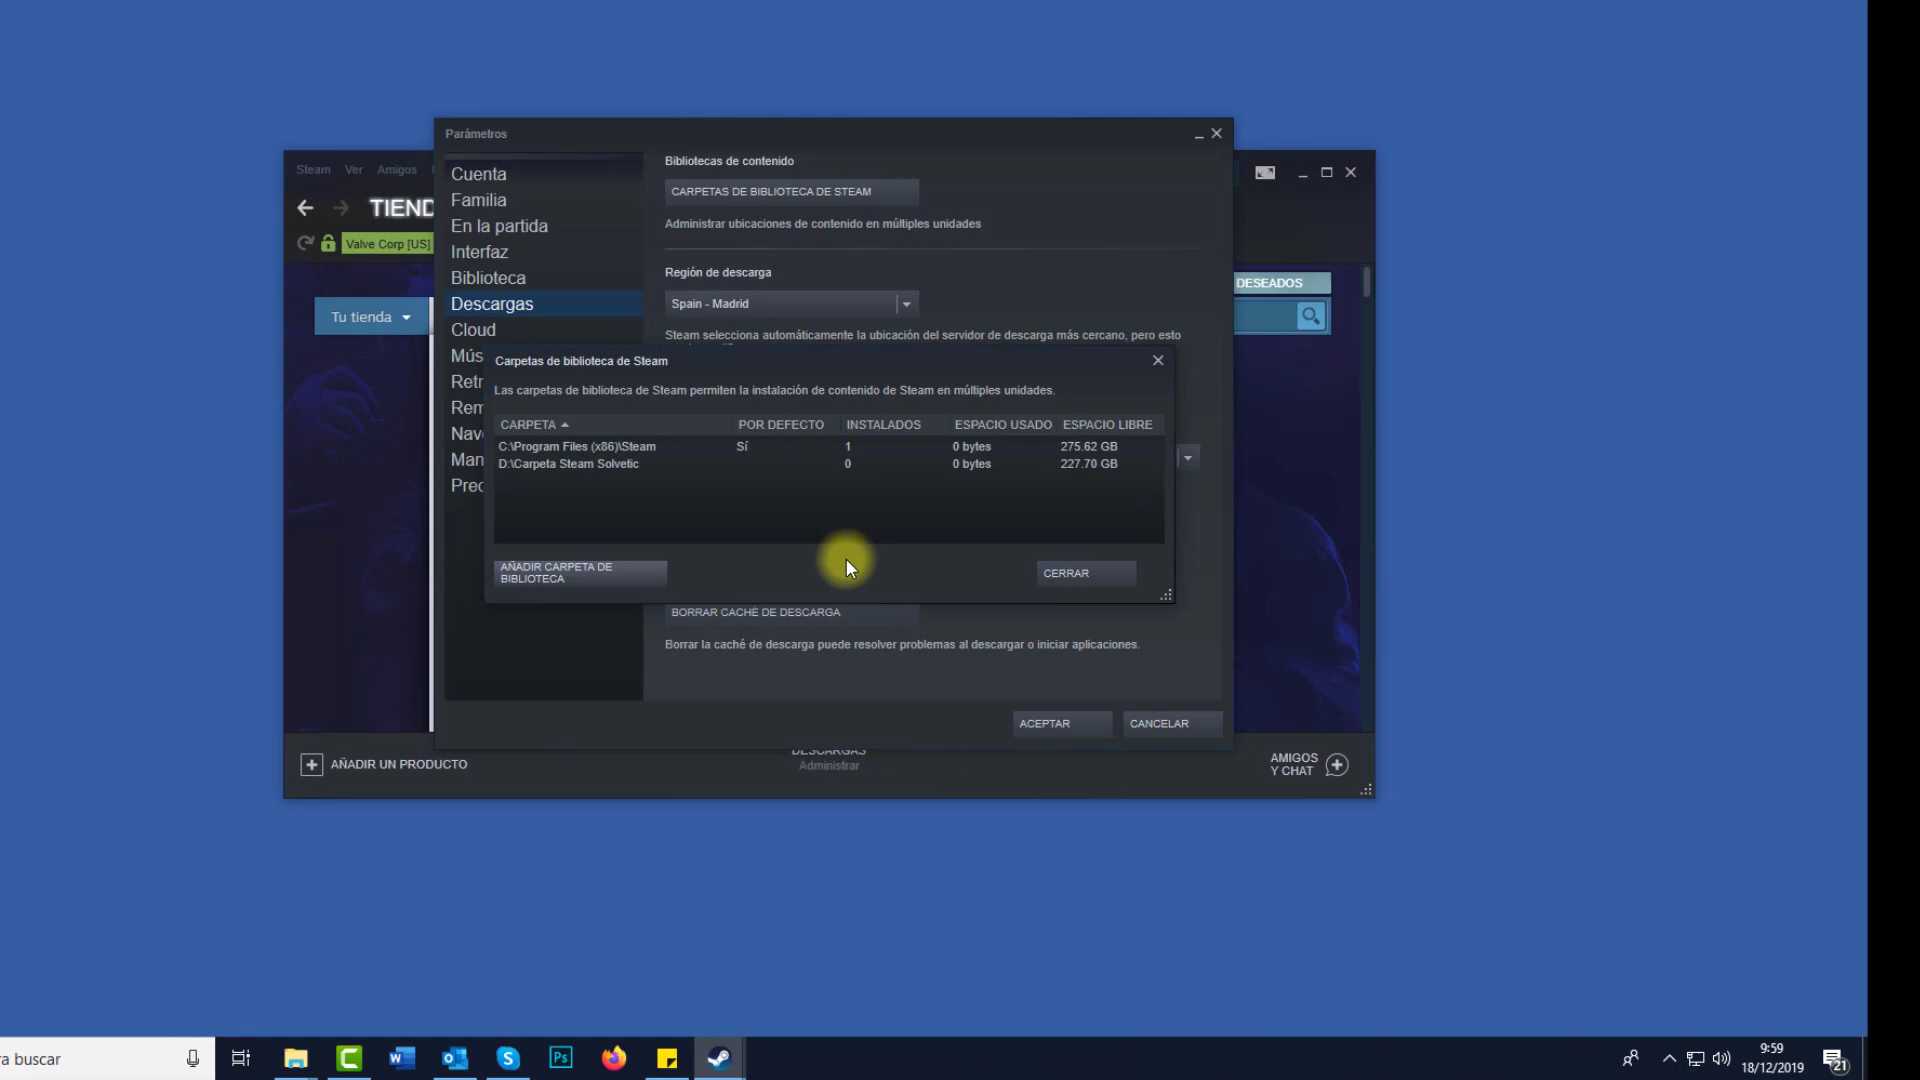 Parámetros
Steam Ver Amigos
TIEND
Valve Corp [US]
Tu tienda
DESEADOS
Cuenta
Familia
En la partida
Interfaz
Biblioteca
Descargas
Cloud
Mús
Retr
Rem
Nav
Man
Prec
Bibliotecas de contenido
CARPETAS DE BIBLIOTECA DE STEAM
Administrar ubicaciones de contenido en múltiples unidades
Región de descarga
Spain - Madrid
Steam selecciona automáticamente la ubicación del servidor de descarga más cercano, pero esto
Carpetas de biblioteca de Steam
Las carpetas de biblioteca de Steam permiten la instalación de contenido de Steam en múltiples unidades.
CARPETA POR DEFECTO INSTALADOS ESPACIO USADO ESPACIO LIBRE
C:\Program Files (x86)\Steam Sí 1 0 bytes 275.62 GB
D:\Carpeta Steam Solvetic 0 0 bytes 227.70 GB
AÑADIR CARPETA DE
BIBLIOTECA
CERRAR
BORRAR CACHÉ DE DESCARGA
Borrar la caché de descarga puede resolver problemas al descargar o iniciar aplicaciones.
ACEPTAR CANCELAR
AÑADIR UN PRODUCTO
DESCARGAS
Administrar
AMIGOS
Y CHAT
a buscar
9:59
18/12/2019
21